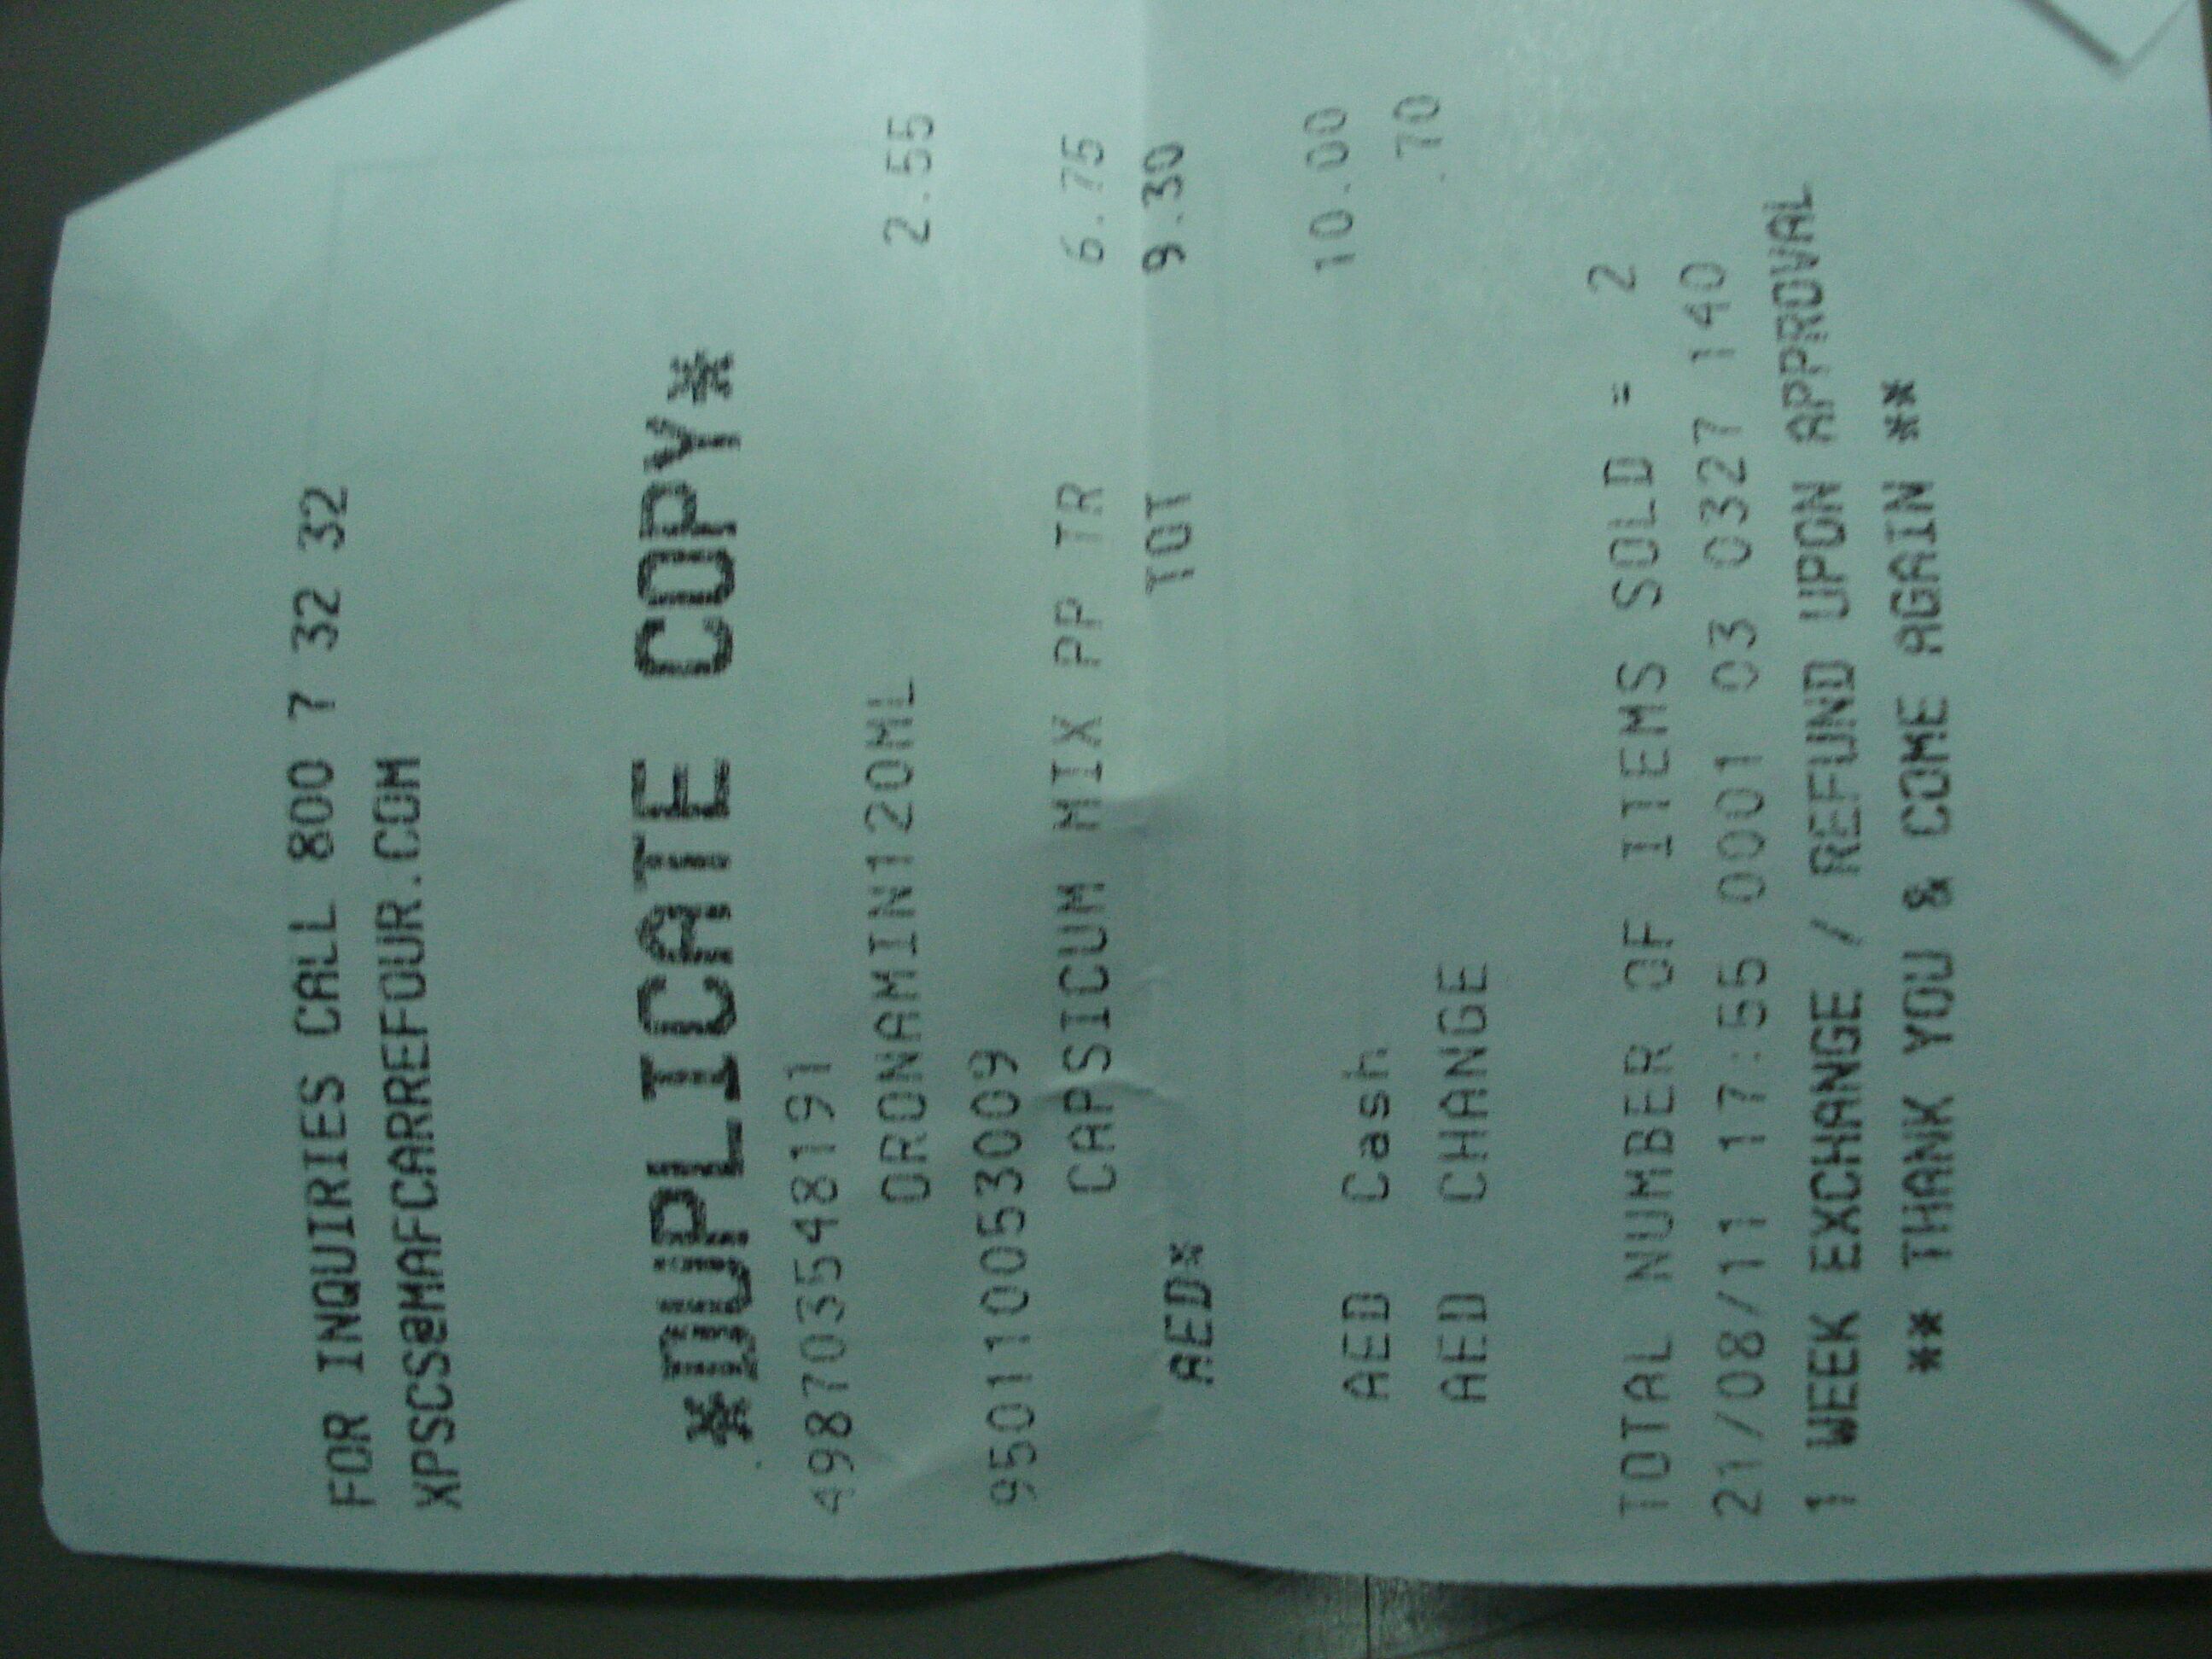 FOR INQUIRIES CALL 800 7 32 32
XPSCS@MAFCARREFOUR.COM
*DUPLICATE COPY*
4987035548191
ORONAMIN120ML 2.55
9501100053009
CAPSICUM MIX PP TR 6.75
AED* TOT 9.30
AED Cash 10.00
AED CHANGE .70
TOTAL NUMBER OF ITEMS SOLD = 2
21/08/11 17:55 0001 03 0327 140
1 WEEK EXCHANGE / REFUND UPON APPROVAL
** THANK YOU & COME AGAIN **